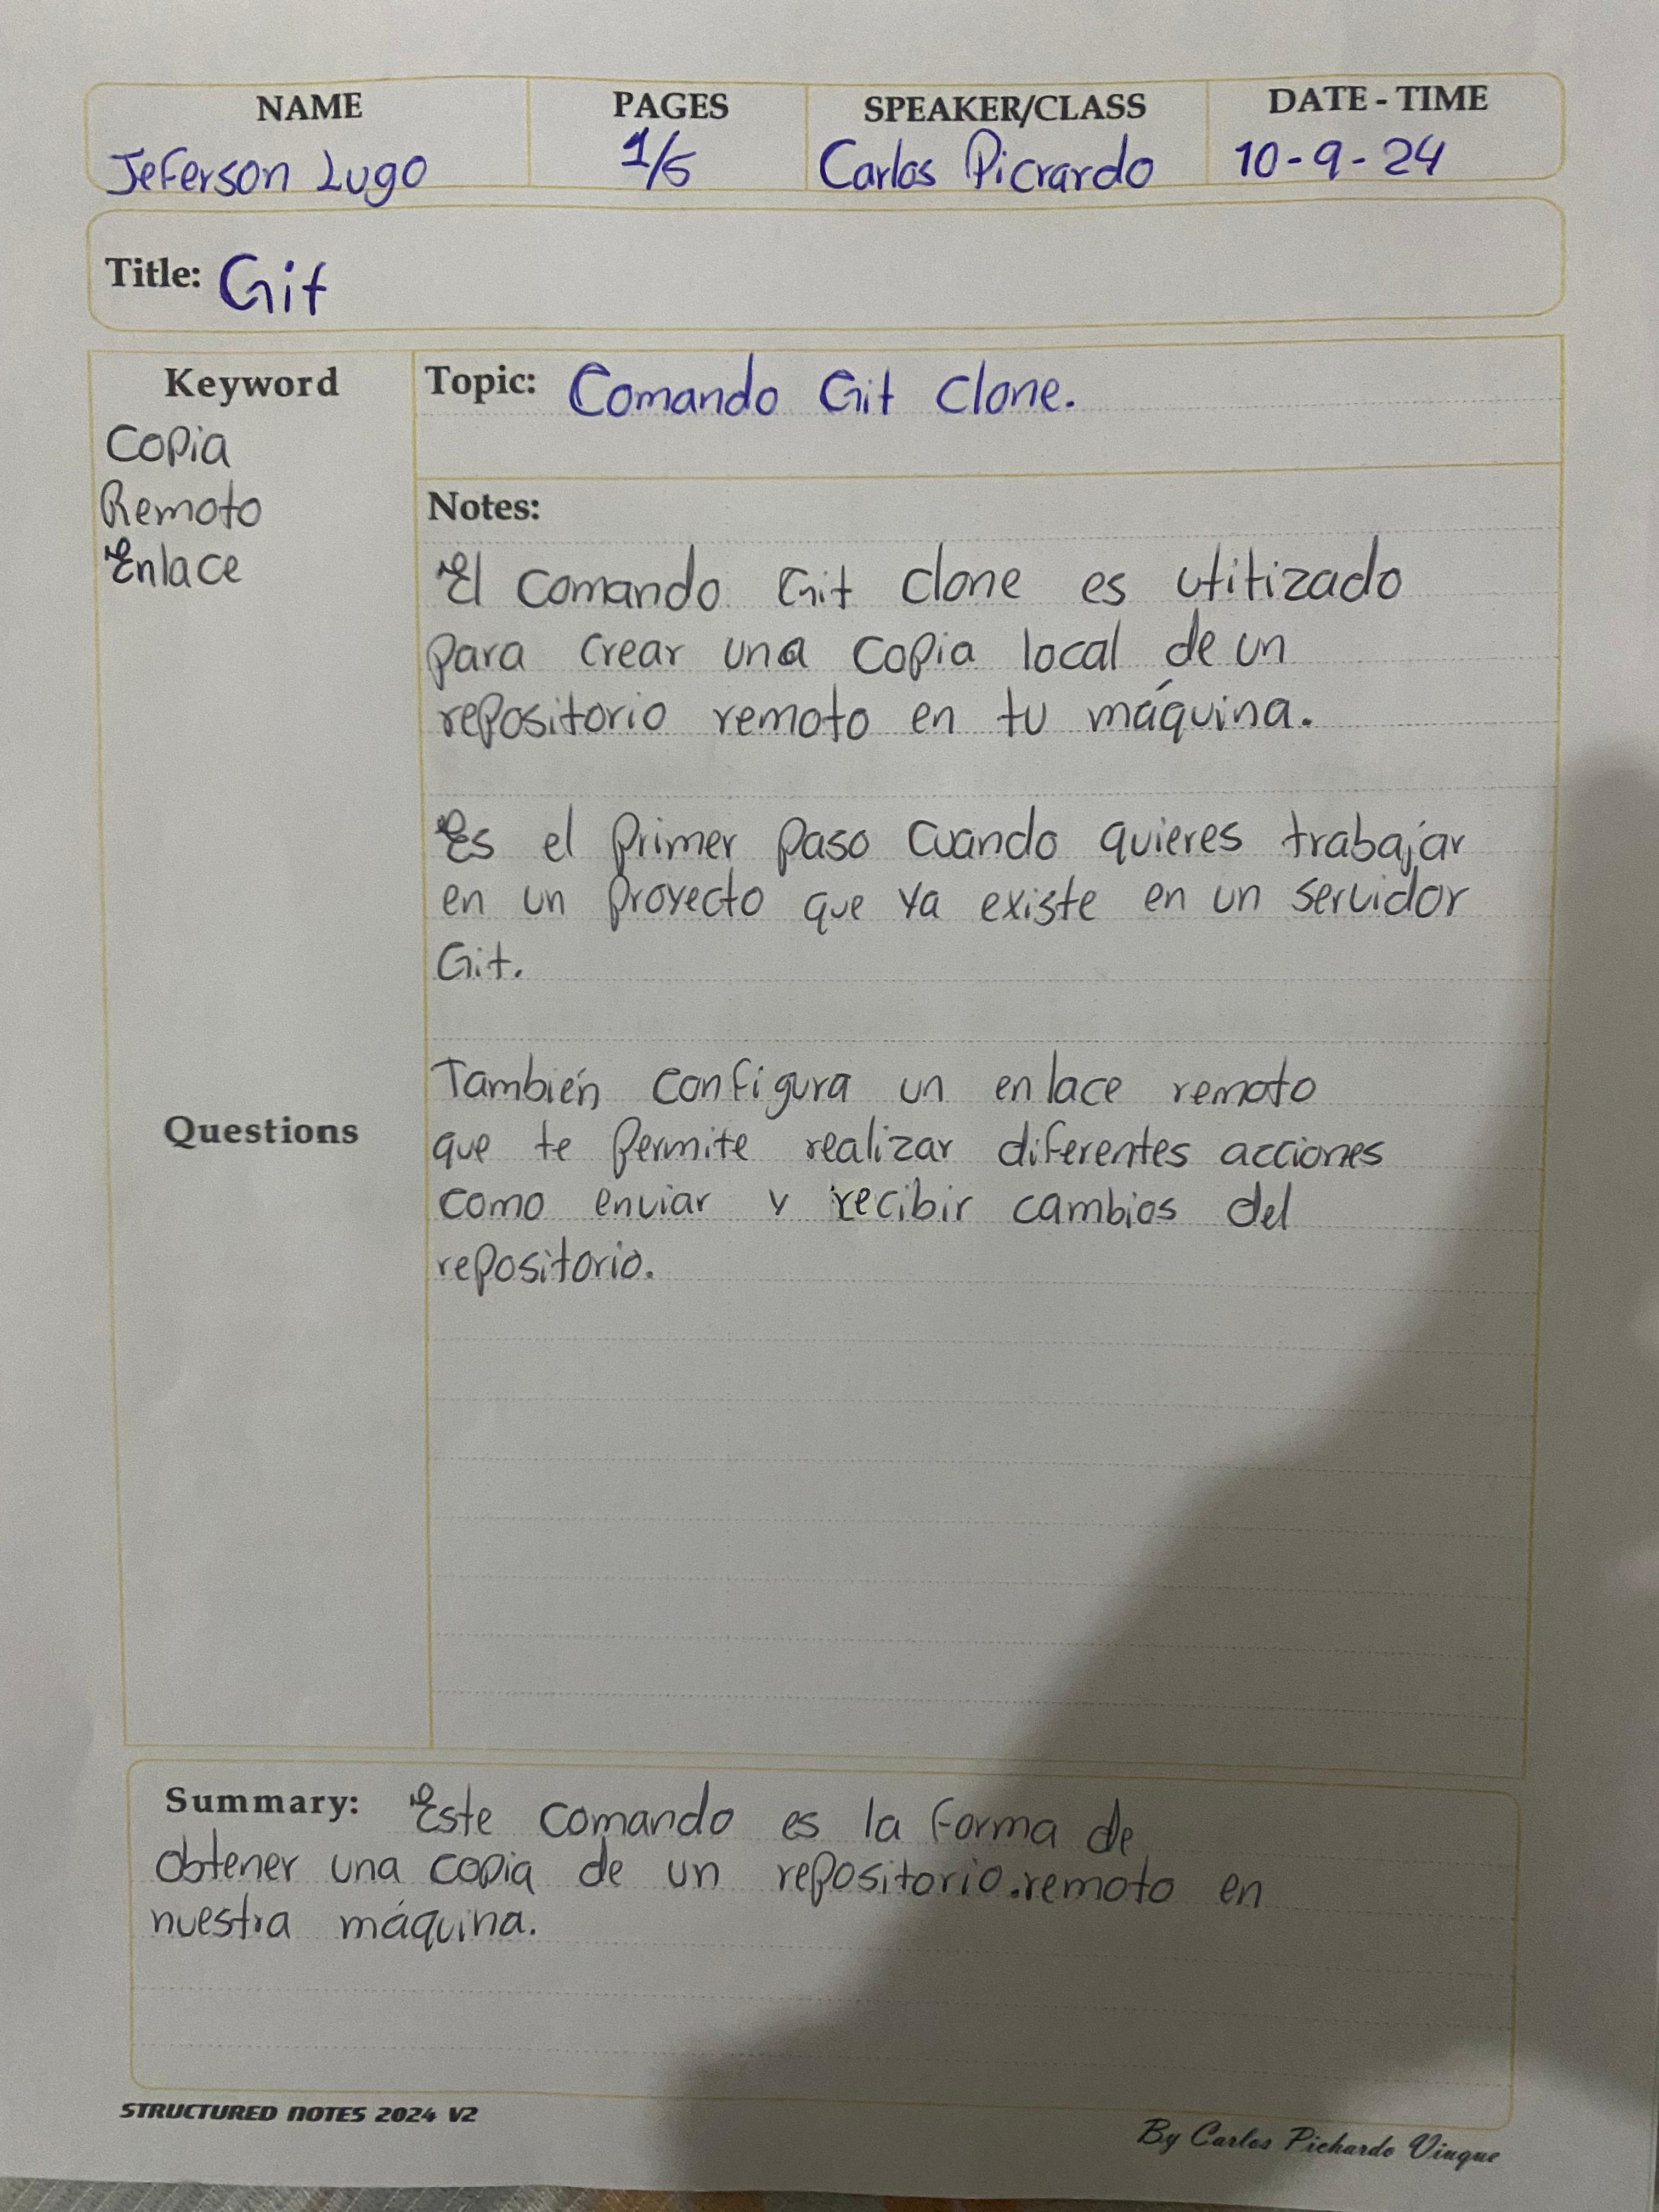 NAME PAGES SPEAKER/CLASS DATE - TIME
Jeferson Lugo 1/5 Carlos Picrardo 10-9-24
Title: Git
Keyword Topic: Comando Git Clone.
Copia
Remoto
Enlace
Notes:
El comando Git clone es utitizado
para crear una copia local de un
repositorio remoto en tu máquina.
Es el primer paso cuando quieres trabajar
en un proyecto que ya existe en un servidor
Git.
Questions
También configura un enlace remoto
que te permite realizar diferentes acciones
como enviar y recibir cambios del
repositorio.
Summary: Este comando es la forma de
obtener una copia de un repositorio.remoto en
nuestra máquina.
STRUCTURED NOTES 2024 V2
By Carlos Pichardo Viuque